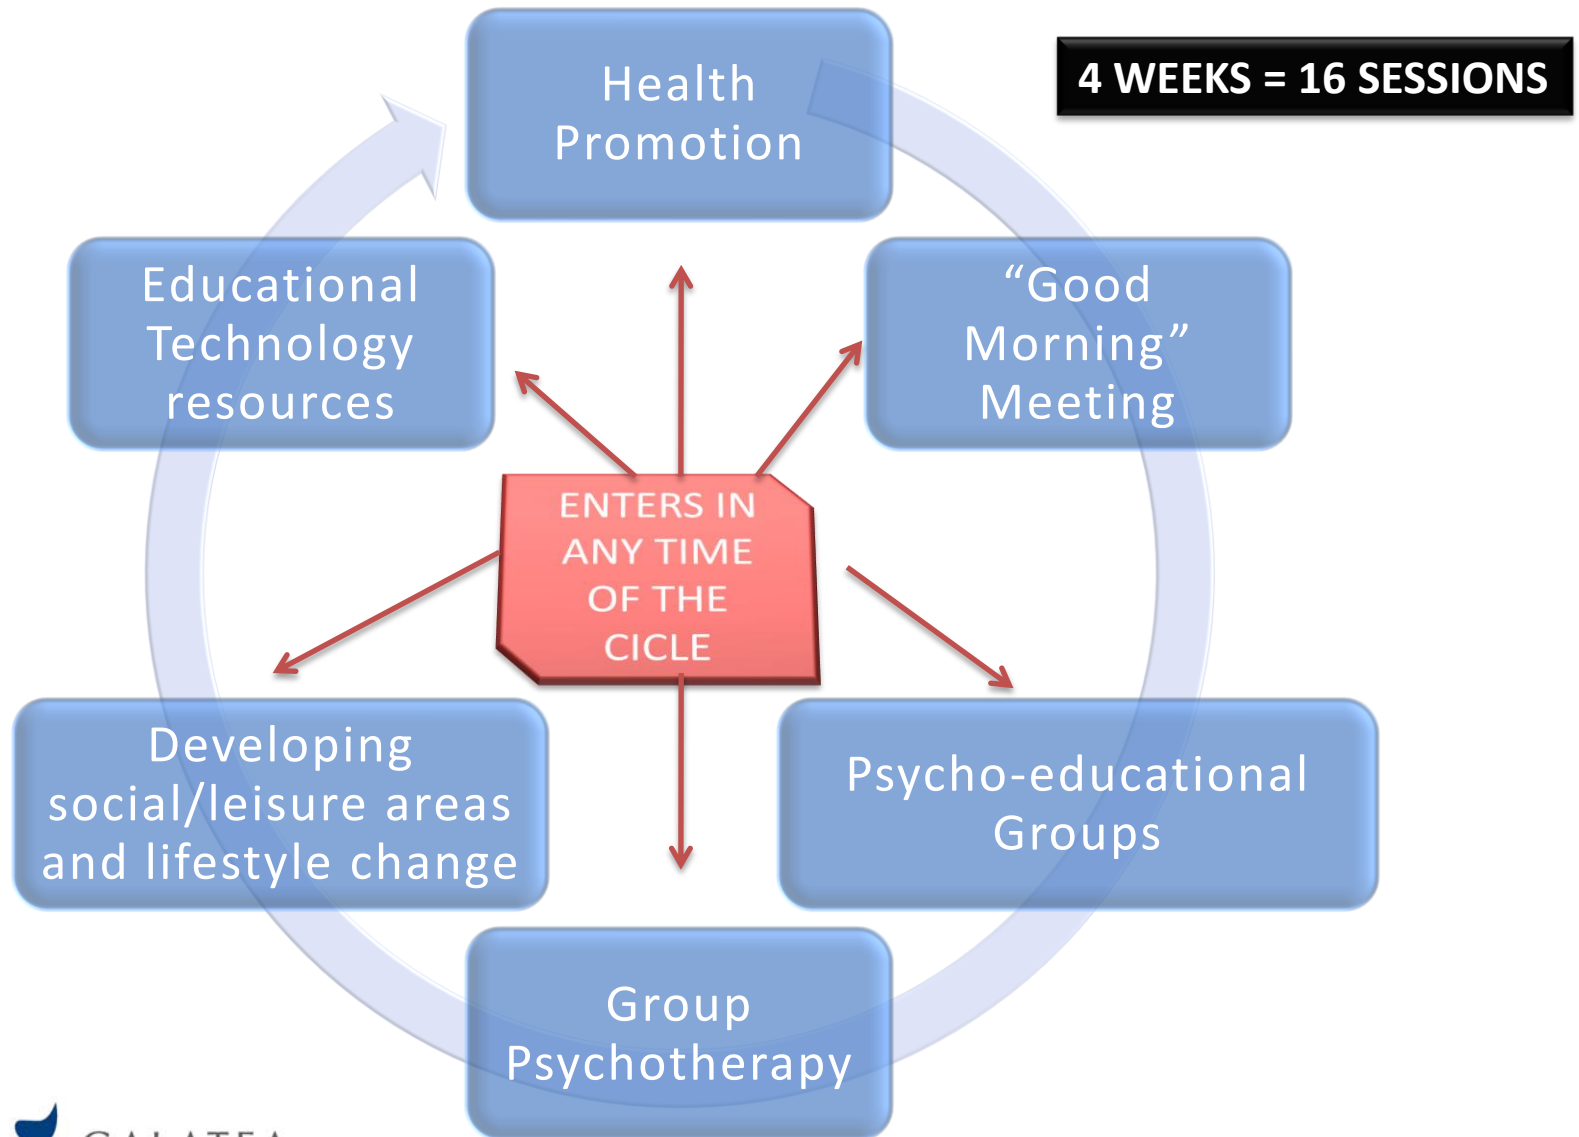 Health
Promotion
4 WEEKS = 16 SESSIONS
Educational
Technology
resources
“Good
Morning”
Meeting
ENTERS IN
ANY TIME
OF THE
CICLE
Developing
social/leisure areas
and lifestyle change
Psycho-educational
Groups
Group
Psychotherapy
GALATEA